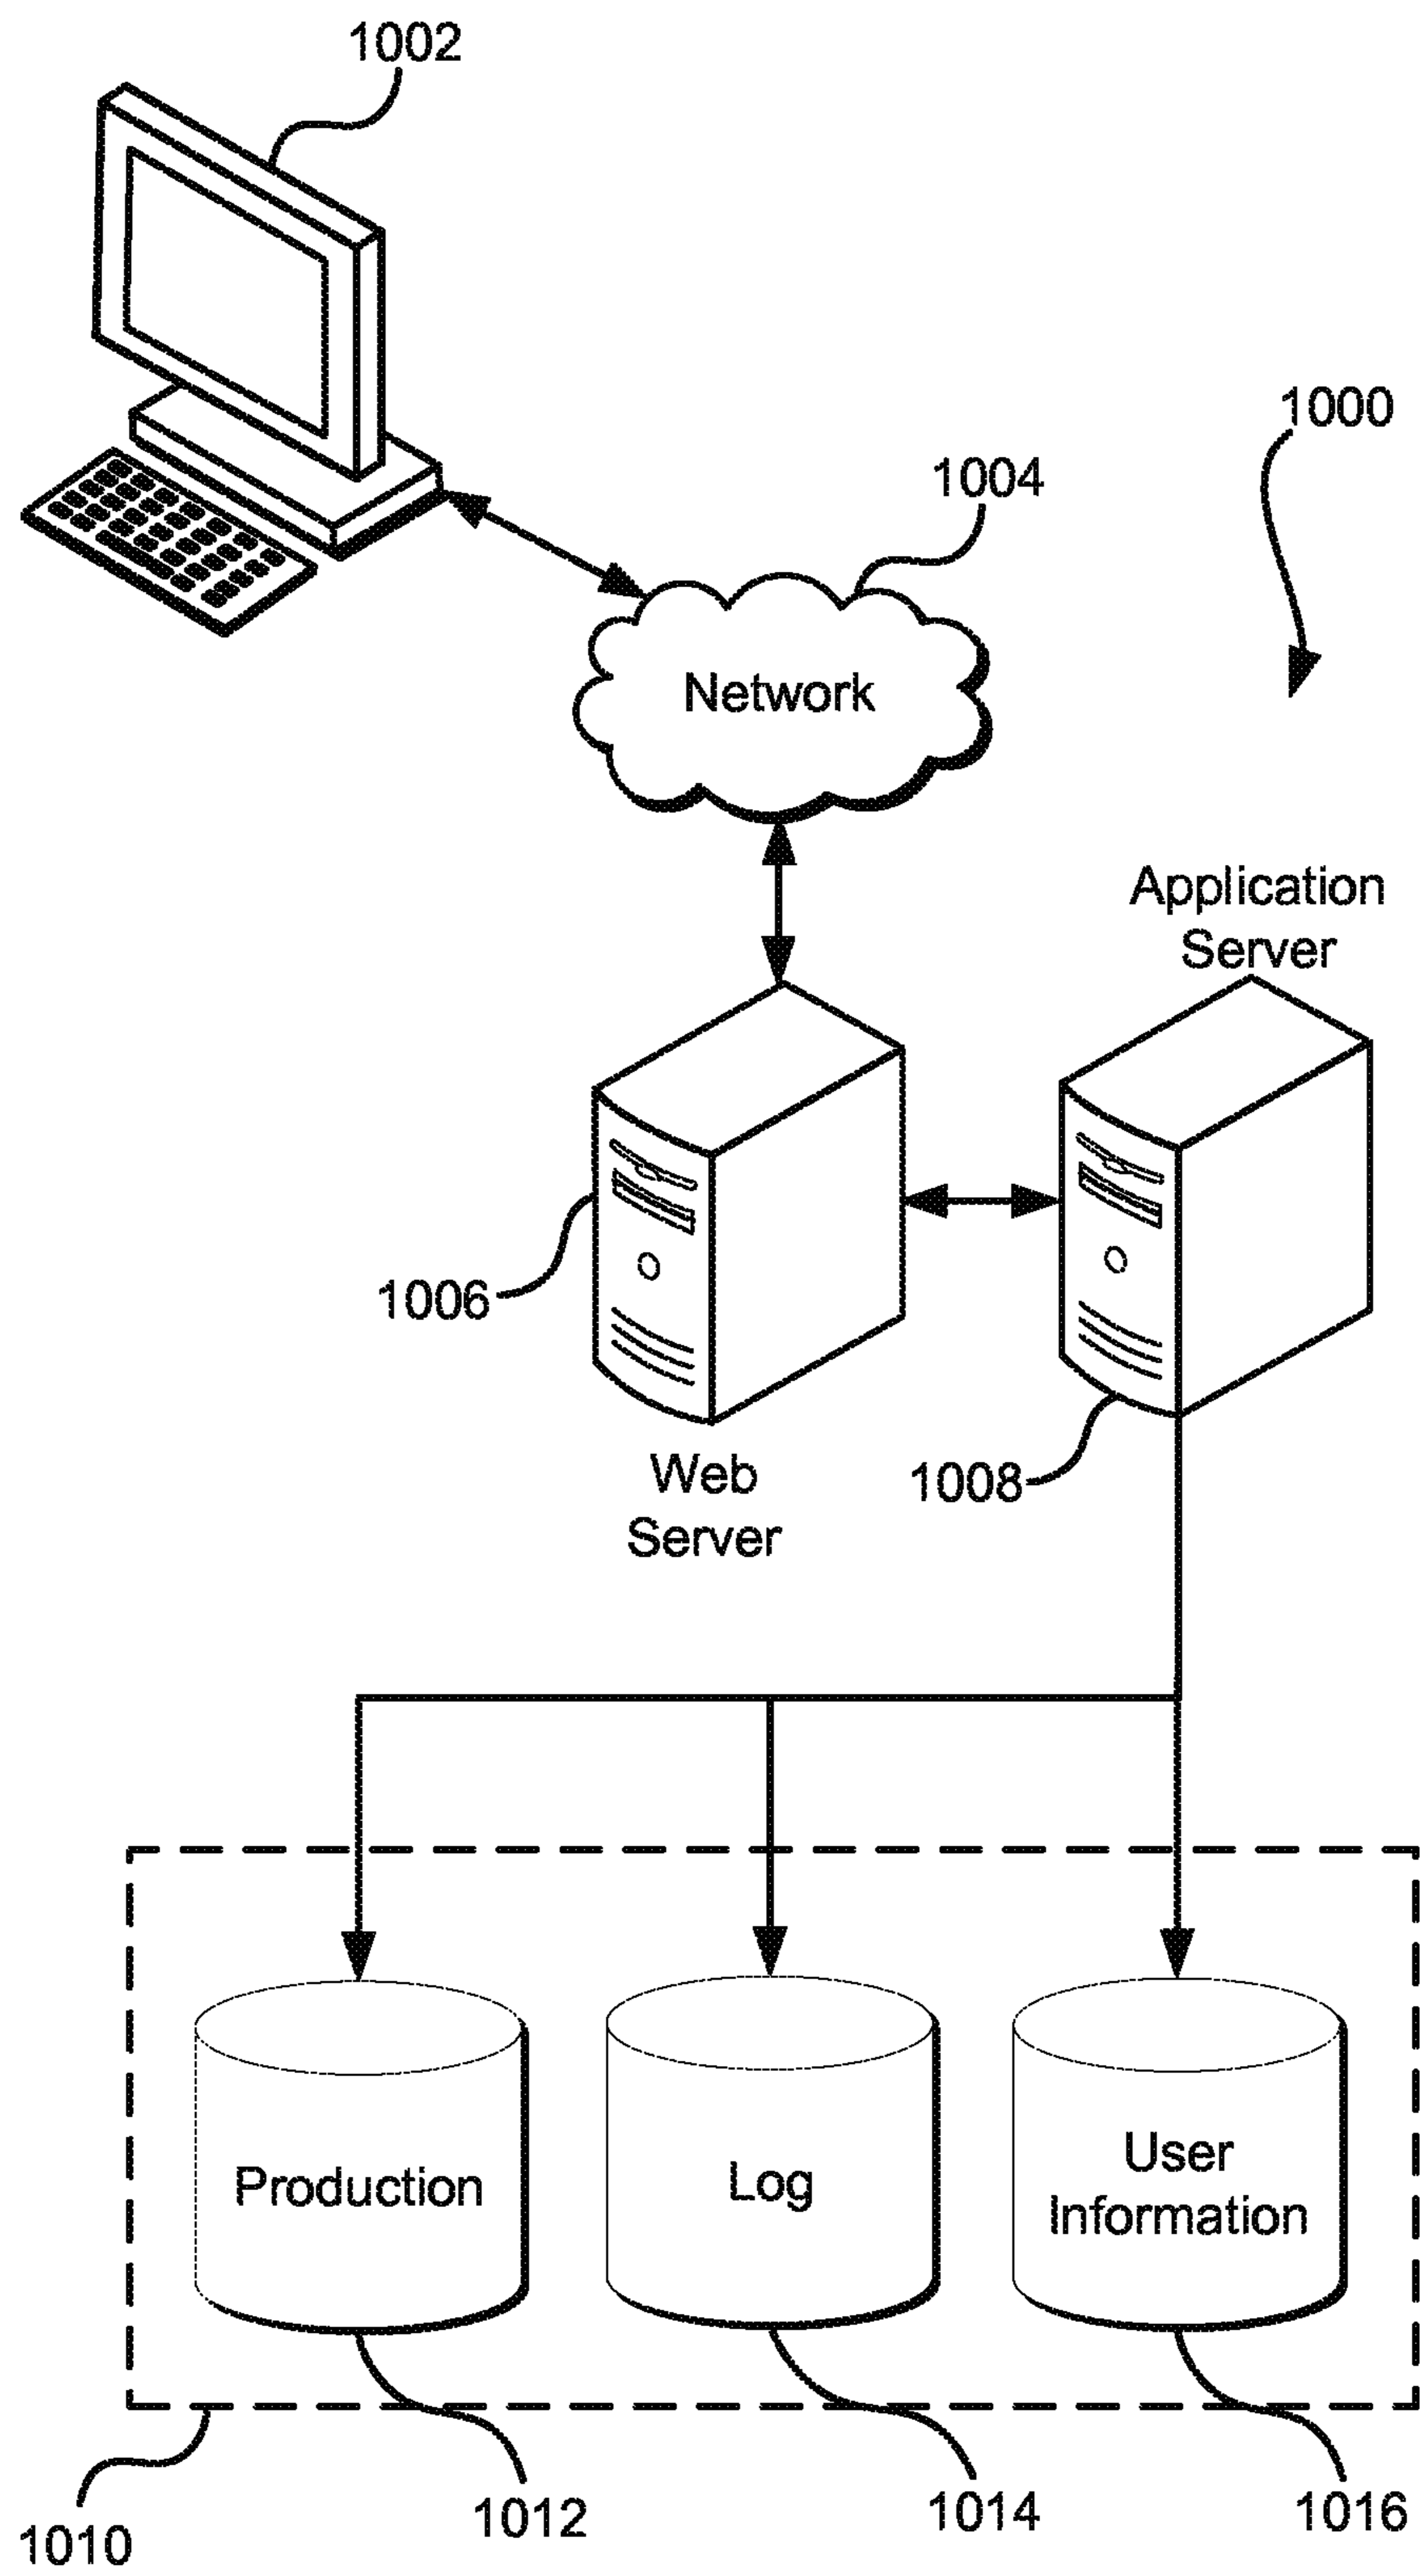 1002
1000
1004
Network
Application
Server
1006
Web
Server
1008
Production
Log
User
Information
1010
1012
1014
1016